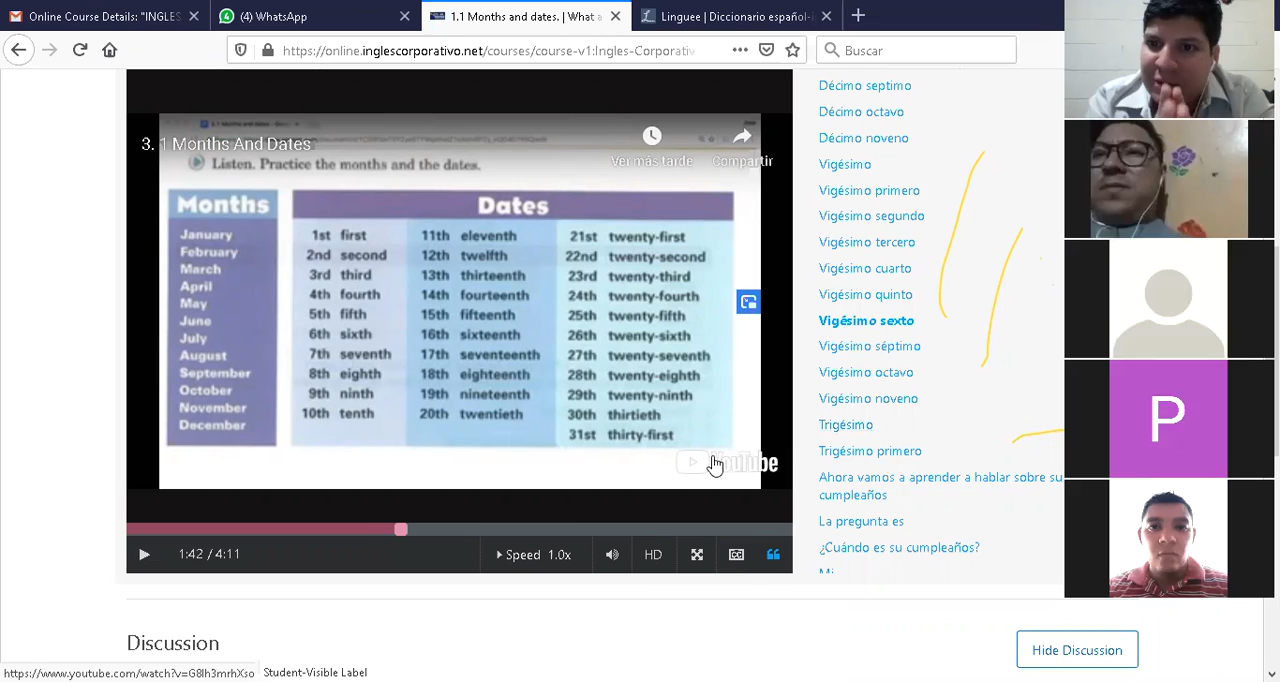 Online Course Details: "INGLES
(4) WhatsApp
1.1 Months and dates. | What a
Linguee | Diccionario español-i
https://online.inglescorporativo.net/courses/course-v1:Ingles-Corporativ
Buscar
3. 1 Months And Dates
Ver más tarde
Compartir
Listen. Practice the months and the dates.
Months
January
February
March
April
May
June
July
August
September
October
November
December
Dates
1st first
2nd second
3rd third
4th fourth
5th fifth
6th sixth
7th seventh
8th eighth
9th ninth
10th tenth
11th eleventh
12th twelfth
13th thirteenth
14th fourteenth
15th fifteenth
16th sixteenth
17th seventeenth
18th eighteenth
19th nineteenth
20th twentieth
21st twenty-first
22nd twenty-second
23rd twenty-third
24th twenty-fourth
25th twenty-fifth
26th twenty-sixth
27th twenty-seventh
28th twenty-eighth
29th twenty-ninth
30th thirtieth
31st thirty-first
YouTube
1:42 / 4:11
Speed 1.0x
HD
Décimo septimo
Décimo octavo
Décimo noveno
Vigésimo
Vigésimo primero
Vigésimo segundo
Vigésimo tercero
Vigésimo cuarto
Vigésimo quinto
Vigésimo sexto
Vigésimo séptimo
Vigésimo octavo
Vigésimo noveno
Trigésimo
Trigésimo primero
Ahora vamos a aprender a hablar sobre su
cumpleaños
La pregunta es
¿Cuándo es su cumpleaños?
Mi
P
Discussion
Hide Discussion
https://www.youtube.com/watch?v=G8lh3mrhXso
Student-Visible Label